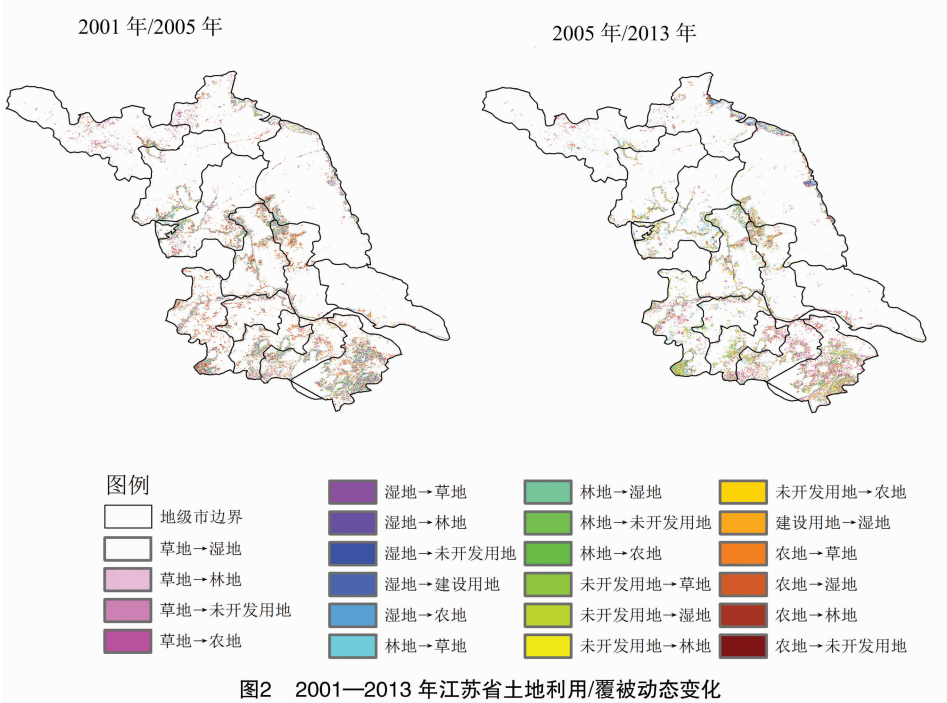 2001 年/2005 年
2005 年/2013 年
图例
地级市边界
草地→湿地
草地→林地
草地→未开发用地
草地→农地
湿地→草地
湿地→林地
湿地→未开发用地
湿地→建设用地
湿地→农地
林地→草地
林地→湿地
林地→未开发用地
林地→农地
未开发用地→草地
未开发用地→湿地
未开发用地→林地
未开发用地→农地
建设用地→湿地
农地→草地
农地→湿地
农地→林地
农地→未开发用地
图2 2001—2013 年江苏省土地利用/覆被动态变化